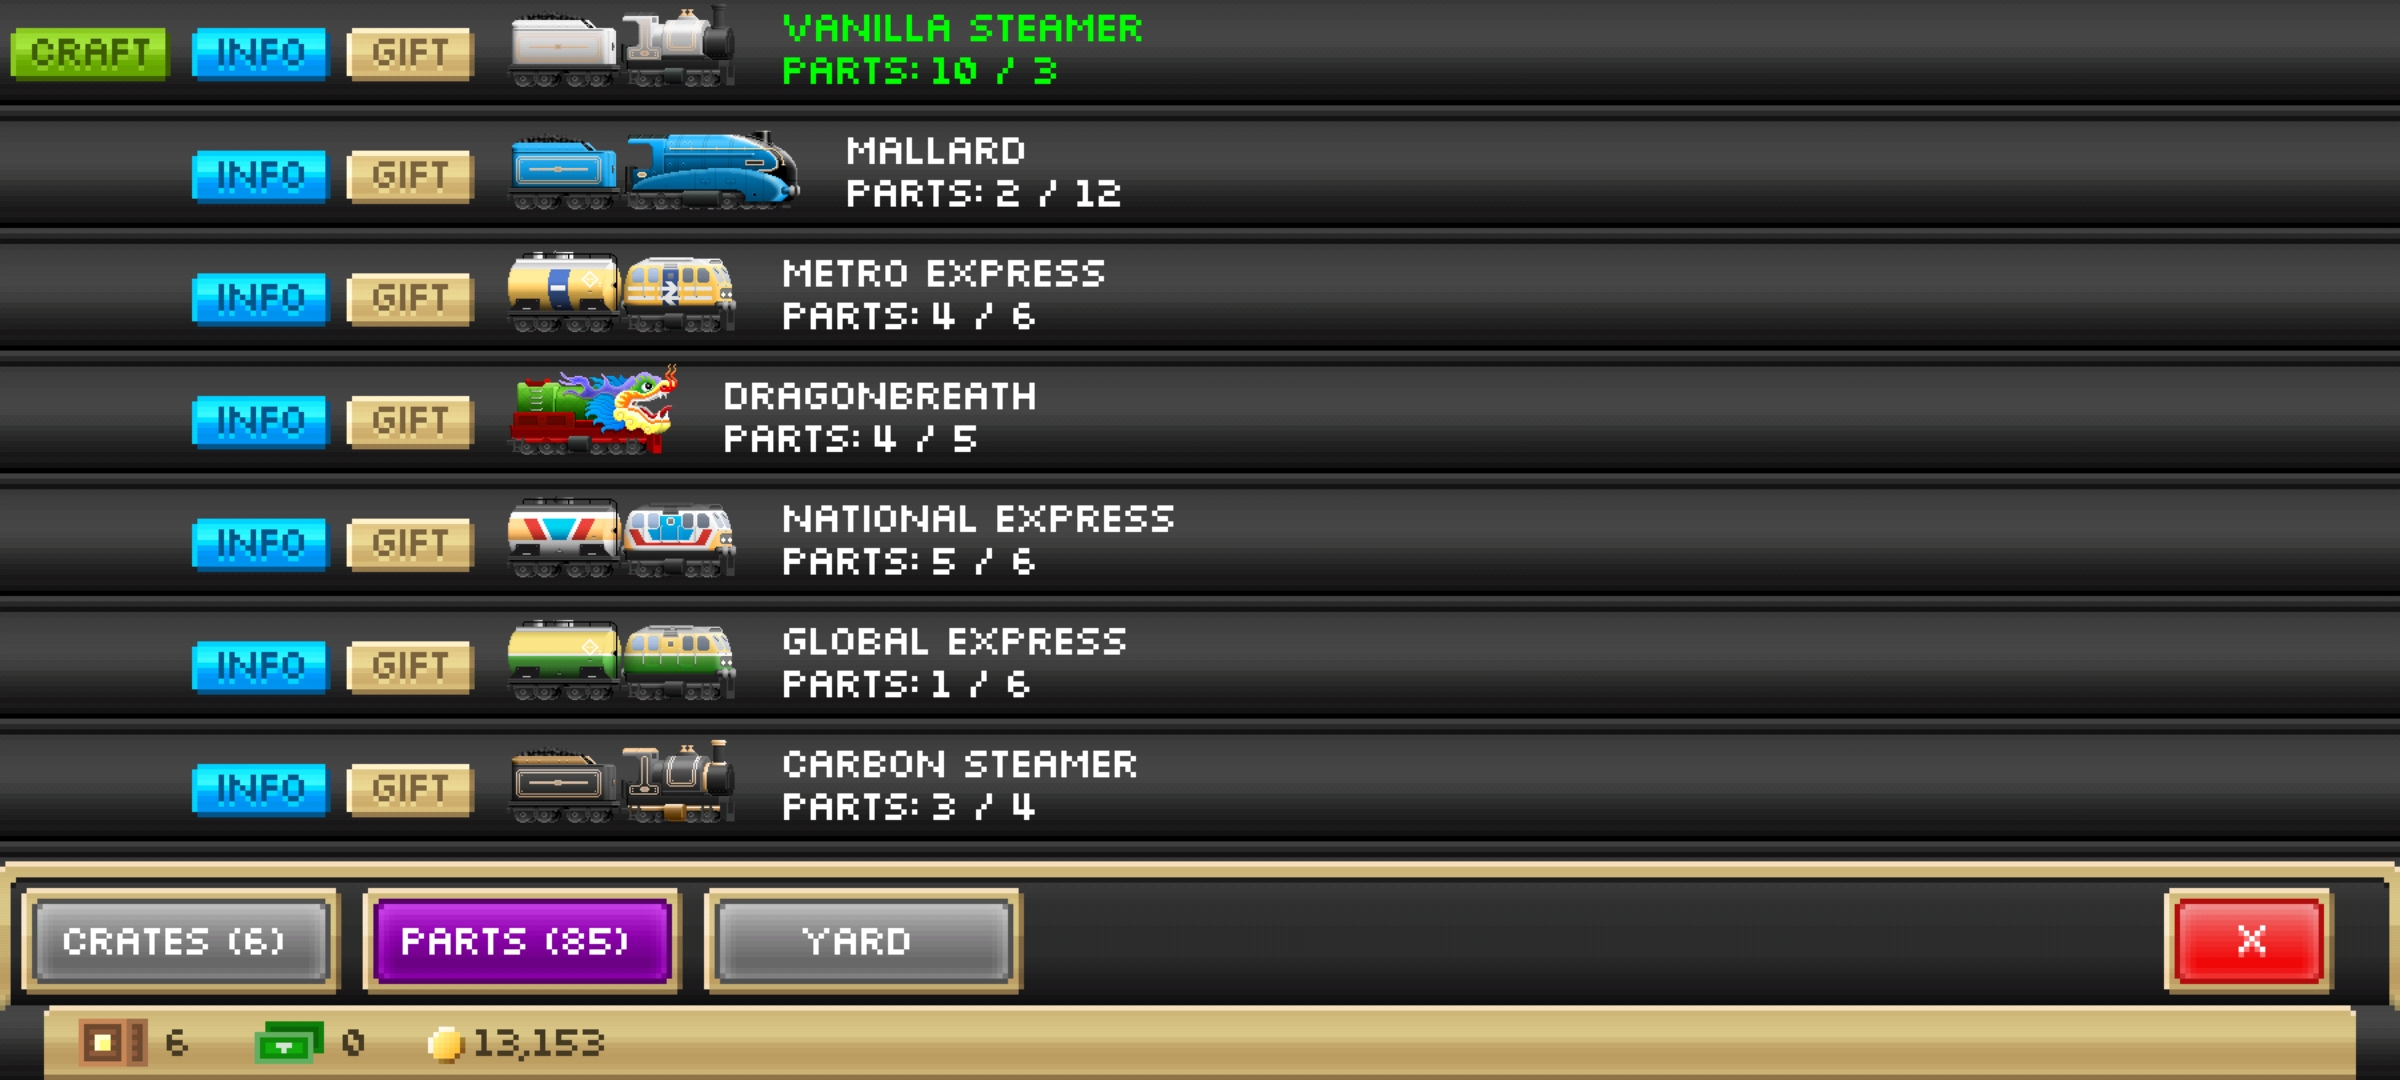 CRAFT INFO GIFT VANILLA STEAMER
PARTS: 10 / 3
INFO GIFT MALLARD
PARTS: 2 / 12
INFO GIFT METRO EXPRESS
PARTS: 4 / 6
INFO GIFT DRAGONBREATH
PARTS: 4 / 5
INFO GIFT NATIONAL EXPRESS
PARTS: 5 / 6
INFO GIFT GLOBAL EXPRESS
PARTS: 1 / 6
INFO GIFT CARBON STEAMER
PARTS: 3 / 4
CRATES (6) PARTS (85) YARD X
6 0 13,153